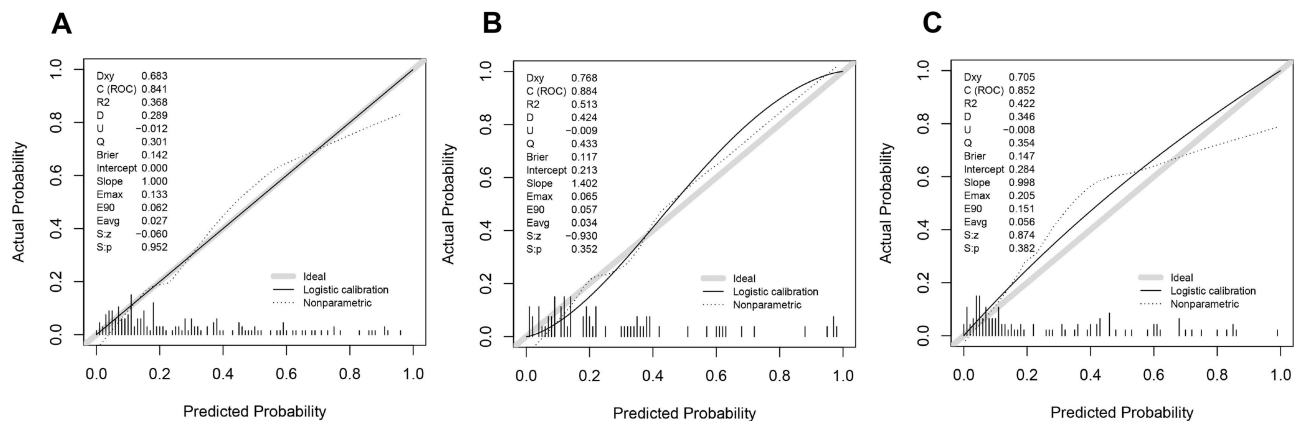 A
Dxy 0.683
C (ROC) 0.841
R2 0.368
D 0.289
U −0.012
Q 0.301
Brier 0.142
Intercept 0.000
Slope 1.000
Emax 0.133
E90 0.062
Eavg 0.027
S:z −0.060
S:p 0.952
Ideal
Logistic calibration
Nonparametric
Actual Probability
0.0 0.2 0.4 0.6 0.8 1.0
0.0 0.2 0.4 0.6 0.8 1.0
Predicted Probability
B
Dxy 0.768
C (ROC) 0.884
R2 0.513
D 0.424
U −0.009
Q 0.433
Brier 0.117
Intercept 0.213
Slope 1.402
Emax 0.065
E90 0.057
Eavg 0.034
S:z −0.930
S:p 0.352
Ideal
Logistic calibration
Nonparametric
Actual Probability
0.0 0.2 0.4 0.6 0.8 1.0
0.0 0.2 0.4 0.6 0.8 1.0
Predicted Probability
C
Dxy 0.705
C (ROC) 0.852
R2 0.422
D 0.346
U −0.008
Q 0.354
Brier 0.147
Intercept 0.284
Slope 0.998
Emax 0.205
E90 0.151
Eavg 0.056
S:z 0.874
S:p 0.382
Ideal
Logistic calibration
Nonparametric
Actual Probability
0.0 0.2 0.4 0.6 0.8 1.0
0.0 0.2 0.4 0.6 0.8 1.0
Predicted Probability